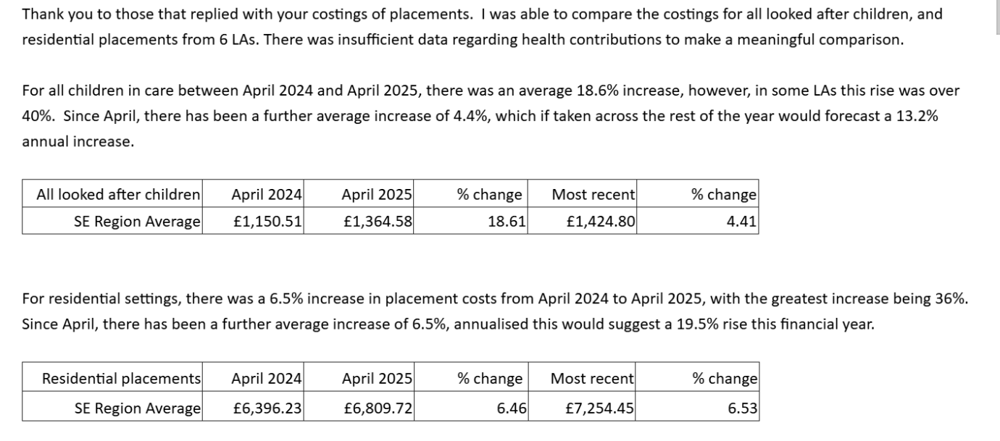 Thank you to those that replied with your costings of placements. I was able to compare the costings for all looked after children, and
residential placements from 6 LAs. There was insufficient data regarding health contributions to make a meaningful comparison.
For all children in care between April 2024 and April 2025, there was an average 18.6% increase, however, in some LAs this rise was over
40%. Since April, there has been a further average increase of 4.4%, which if taken across the rest of the year would forecast a 13.2%
annual increase.
All looked after children April 2024 April 2025 % change Most recent % change
SE Region Average £1,150.51 £1,364.58 18.61 £1,424.80 4.41
For residential settings, there was a 6.5% increase in placement costs from April 2024 to April 2025, with the greatest increase being 36%.
Since April, there has been a further average increase of 6.5%, annualised this would suggest a 19.5% rise this financial year.
Residential placements April 2024 April 2025 % change Most recent % change
SE Region Average £6,396.23 £6,809.72 6.46 £7,254.45 6.53